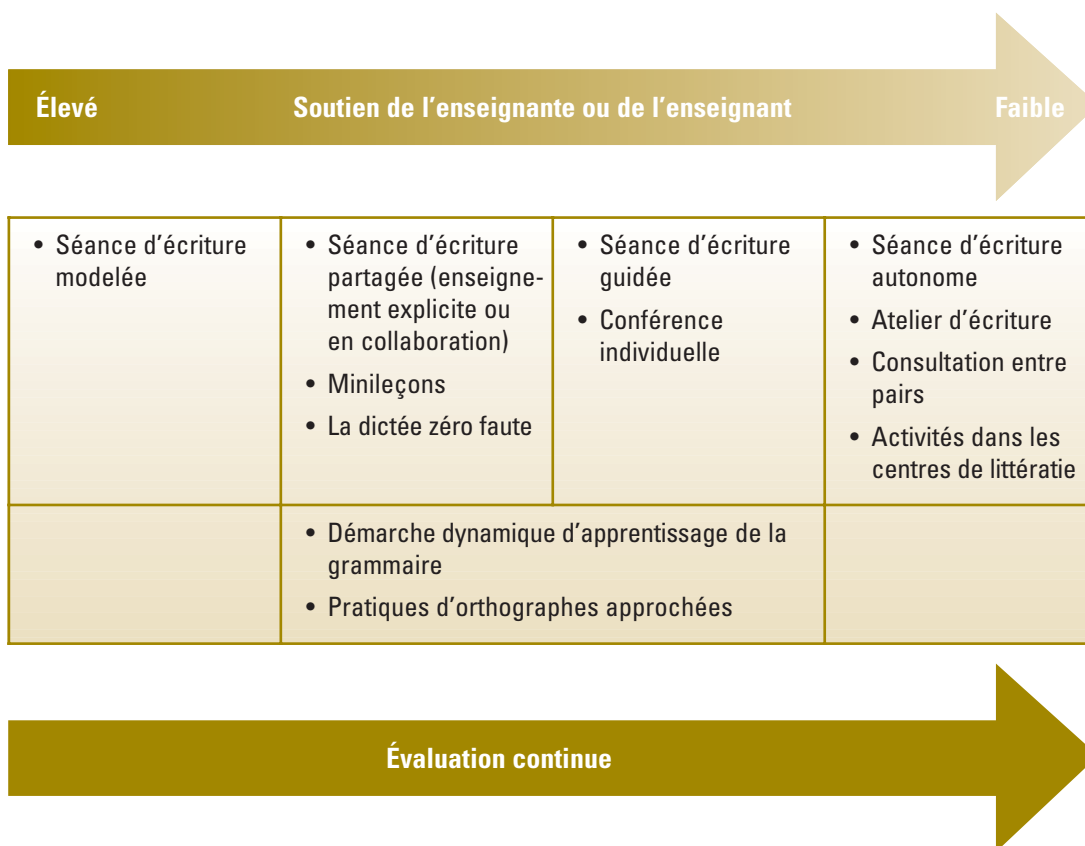 Élevé Soutien de l'enseignante ou de l'enseignant Faible
• Séance d'écriture
modelée
• Séance d'écriture
partagée (enseigne-
ment explicite ou
en collaboration)
• Minileçons
• La dictée zéro faute
• Séance d'écriture
guidée
• Conférence
individuelle
• Séance d'écriture
autonome
• Atelier d'écriture
• Consultation entre
pairs
• Activités dans les
centres de littératie
• Démarche dynamique d'apprentissage de la
grammaire
• Pratiques d'orthographes approchées
Évaluation continue